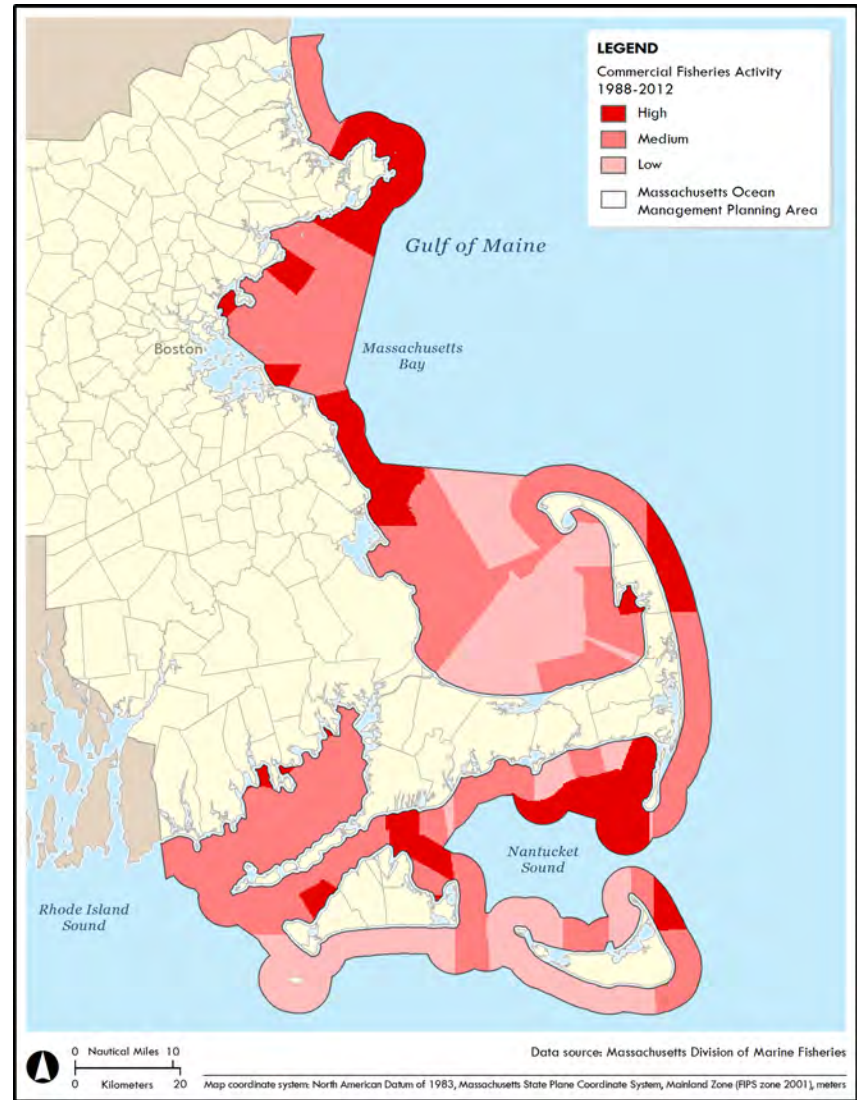 LEGEND
Commercial Fisheries Activity
1988-2012
High
Medium
Low
Massachusetts Ocean
Management Planning Area
Gulf of Maine
Massachusetts
Bay
Boston
Nantucket
Sound
Rhode Island
Sound
0 Nautical Miles 10
0 Kilometers 20
Data source: Massachusetts Division of Marine Fisheries
Map coordinate system: North American Datum of 1983, Massachusetts State Plane Coordinate System, Mainland Zone (FIPS zone 2001), meters